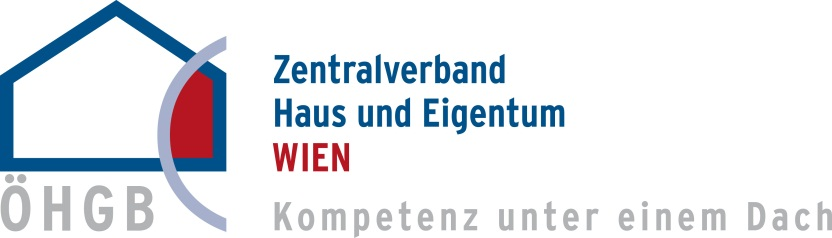 Zentralverband
Haus und Eigentum
WIEN
ÖHGB
Kompetenz unter einem Dach